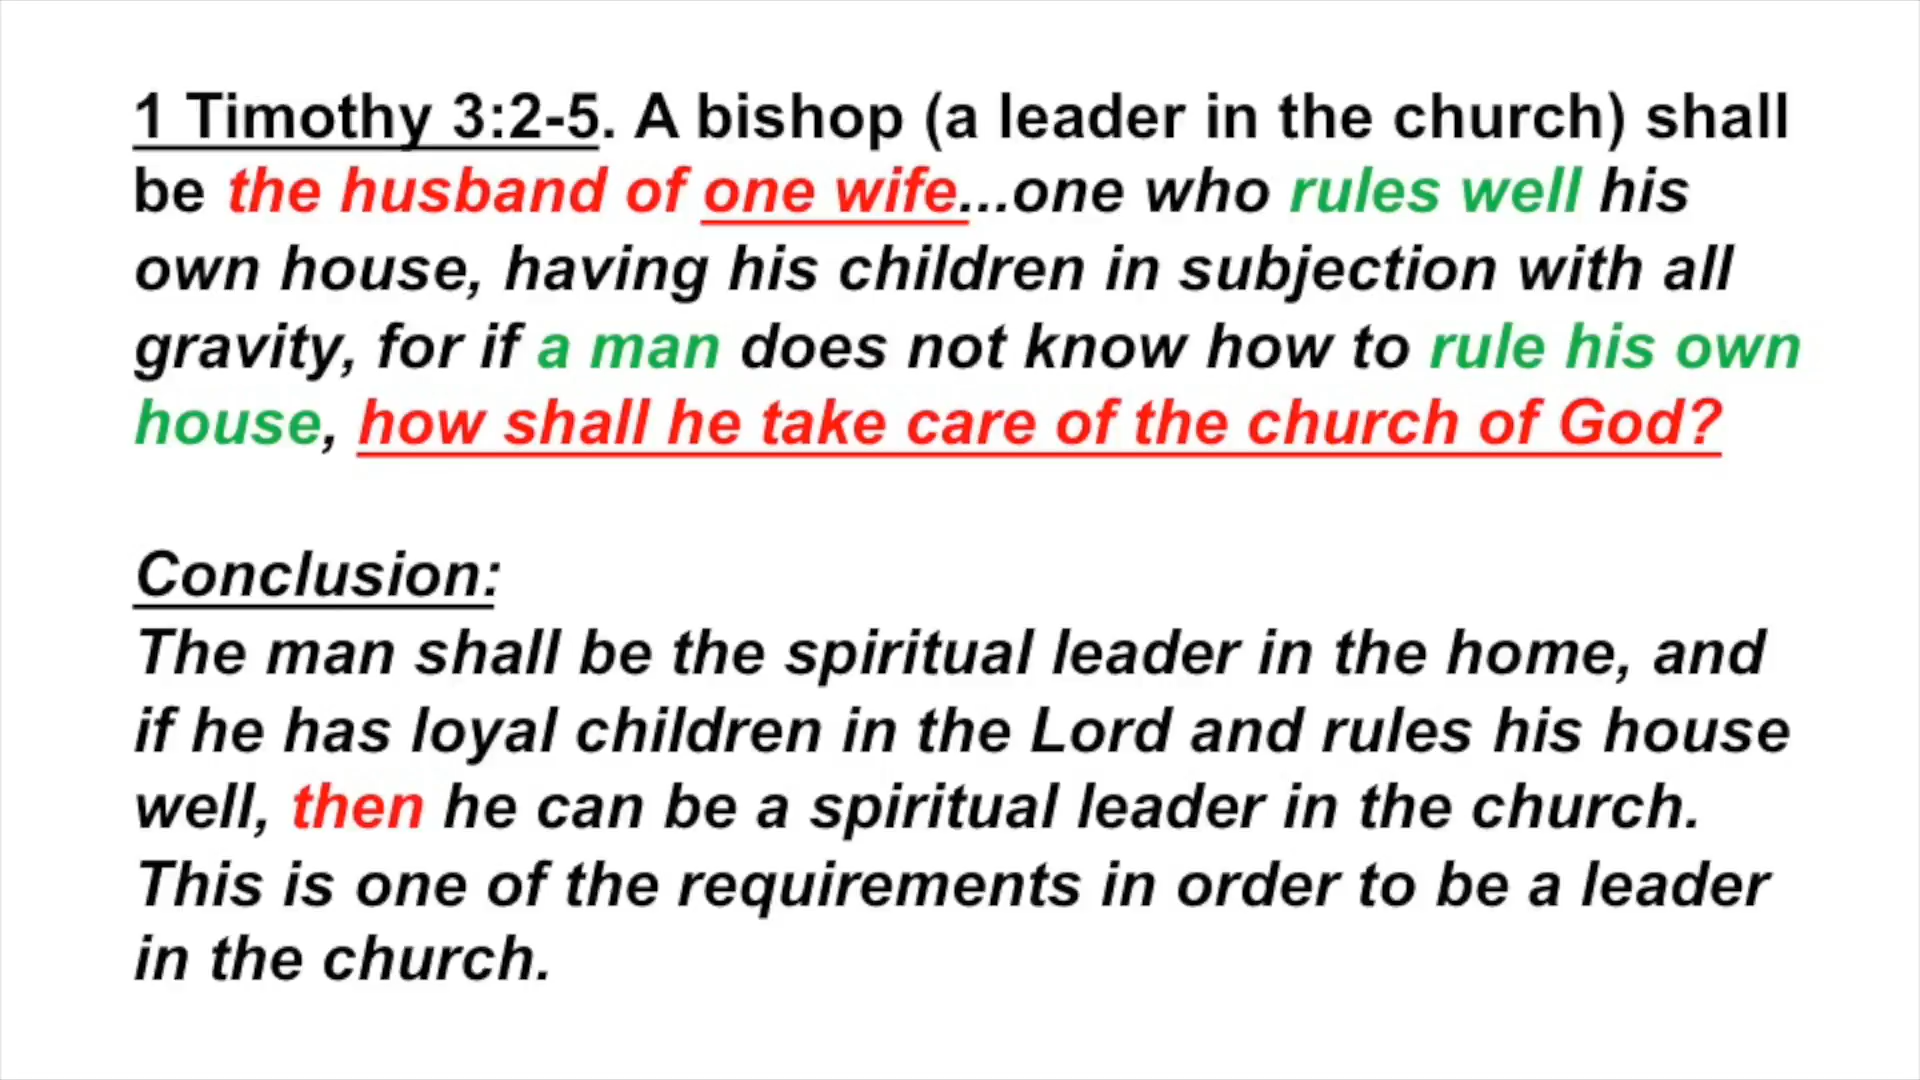 1 Timothy 3:2-5. A bishop (a leader in the church) shall
be the husband of one wife...one who rules well his
own house, having his children in subjection with all
gravity, for if a man does not know how to rule his own
house, how shall he take care of the church of God?
Conclusion:
The man shall be the spiritual leader in the home, and
if he has loyal children in the Lord and rules his house
well, then he can be a spiritual leader in the church.
This is one of the requirements in order to be a leader
in the church.